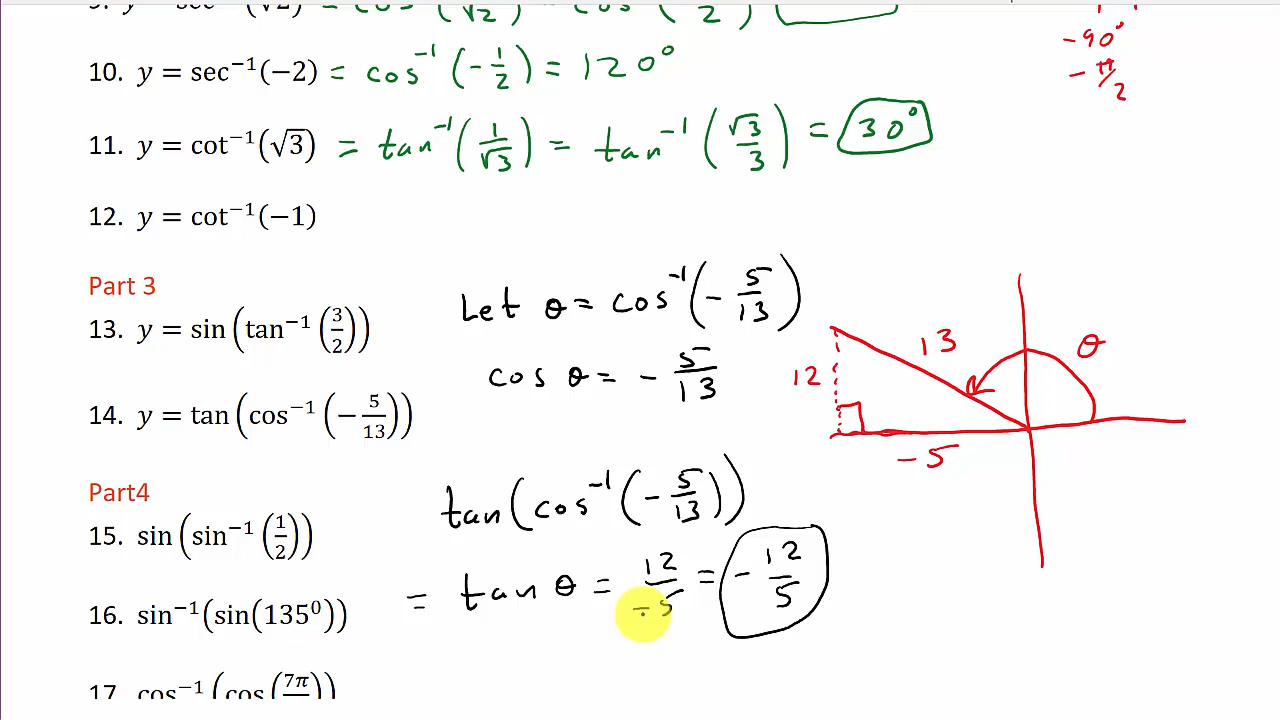 10. y = sec⁻¹(−2) = cos⁻¹(-1/2) = 120°
-90°
-π/2
11. y = cot⁻¹(√3) = tan⁻¹(1/√3) = tan⁻¹(√3/3) = 30°
12. y = cot⁻¹(−1)
Part 3
Let θ = cos⁻¹(-5/13)
13. y = sin(tan⁻¹(3/2))
cos θ = -5/13
14. y = tan(cos⁻¹(−5/13))
13
θ
12
-5
Part4
tan(cos⁻¹(-5/13))
15. sin(sin⁻¹(1/2))
= tan θ = 12/-5 = -12/5
16. sin⁻¹(sin(135⁰))